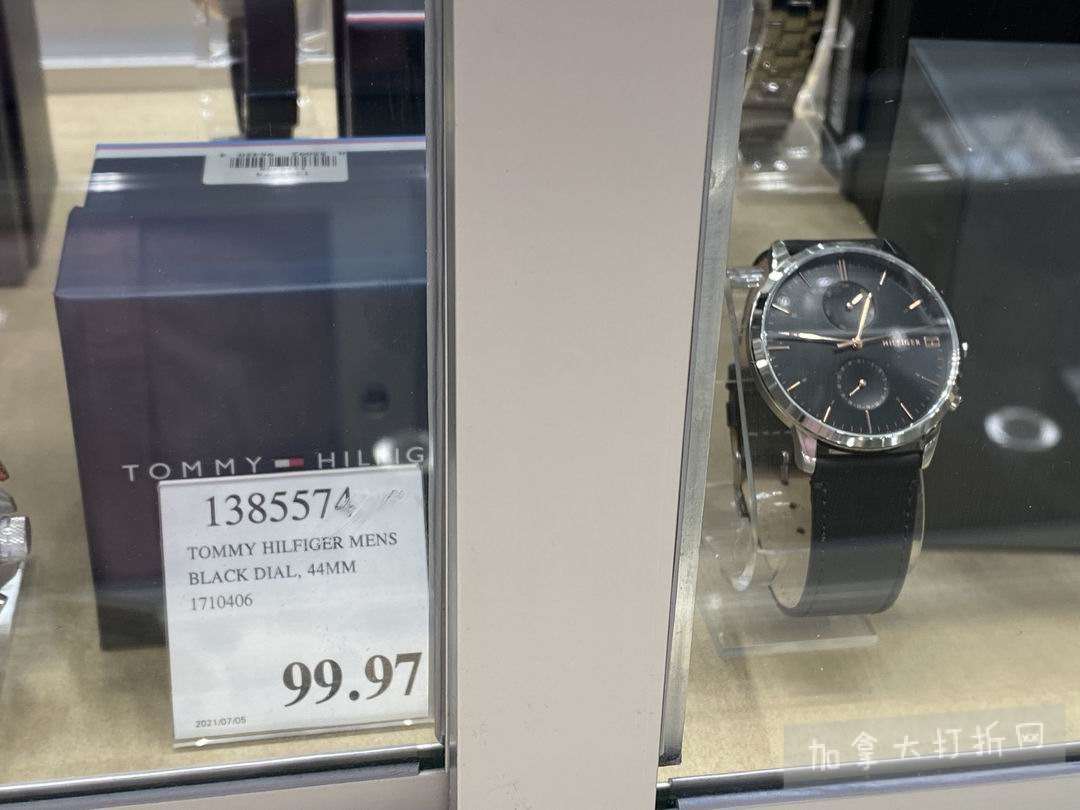 TOMMY HILFIG
1385574
TOMMY HILFIGER MENS
BLACK DIAL, 44MM
1710406
99.97
2021/07/05
HILFIGER
加拿大打折网